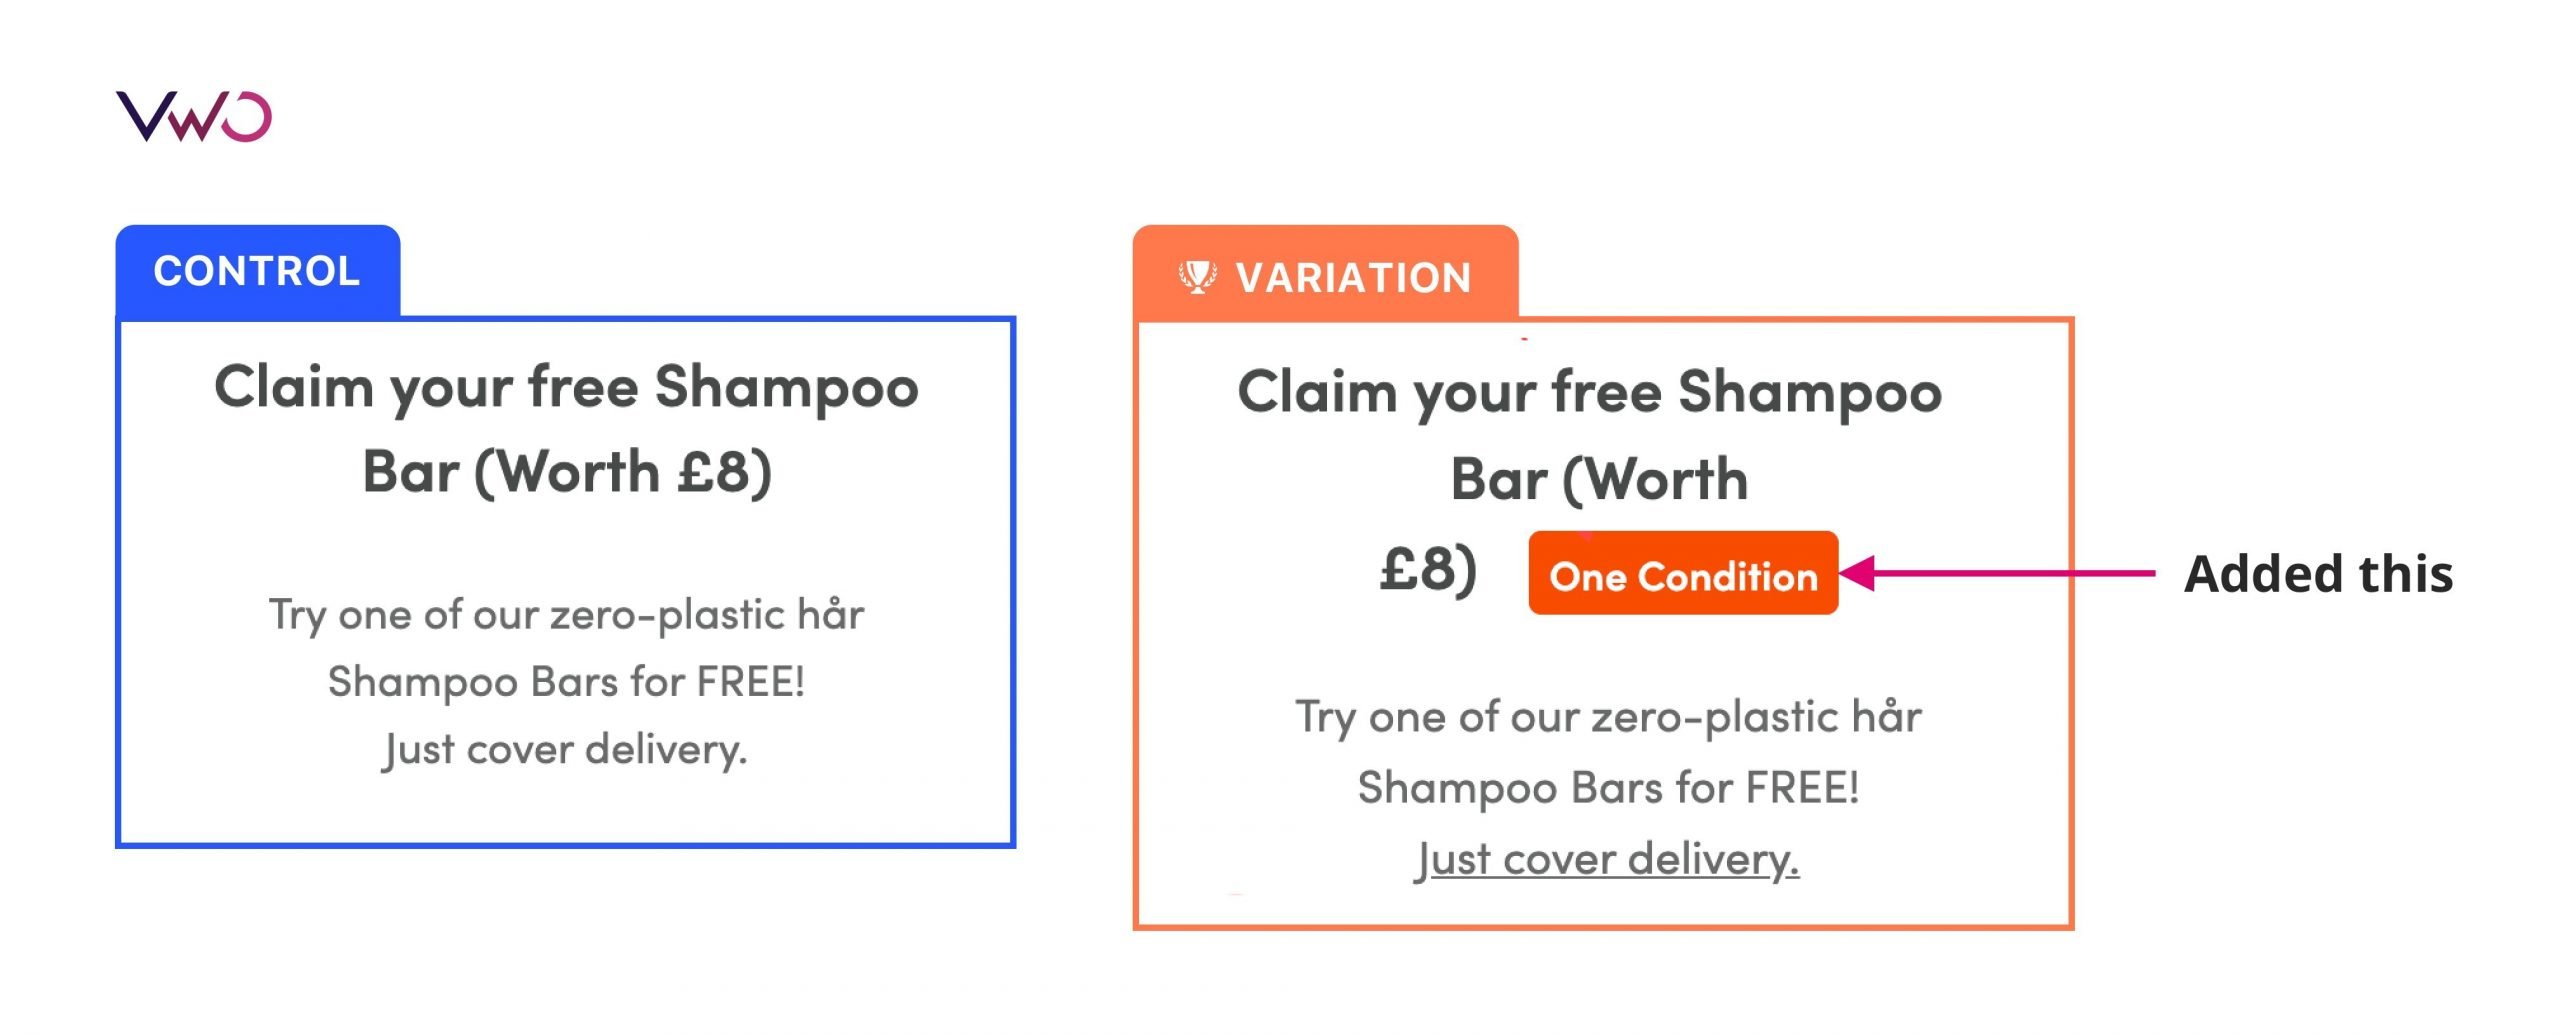 VWO
CONTROL
Claim your free Shampoo
Bar (Worth £8)
Try one of our zero-plastic hår
Shampoo Bars for FREE!
Just cover delivery.
VARIATION
Claim your free Shampoo
Bar (Worth
£8) One Condition
Try one of our zero-plastic hår
Shampoo Bars for FREE!
Just cover delivery.
Added this